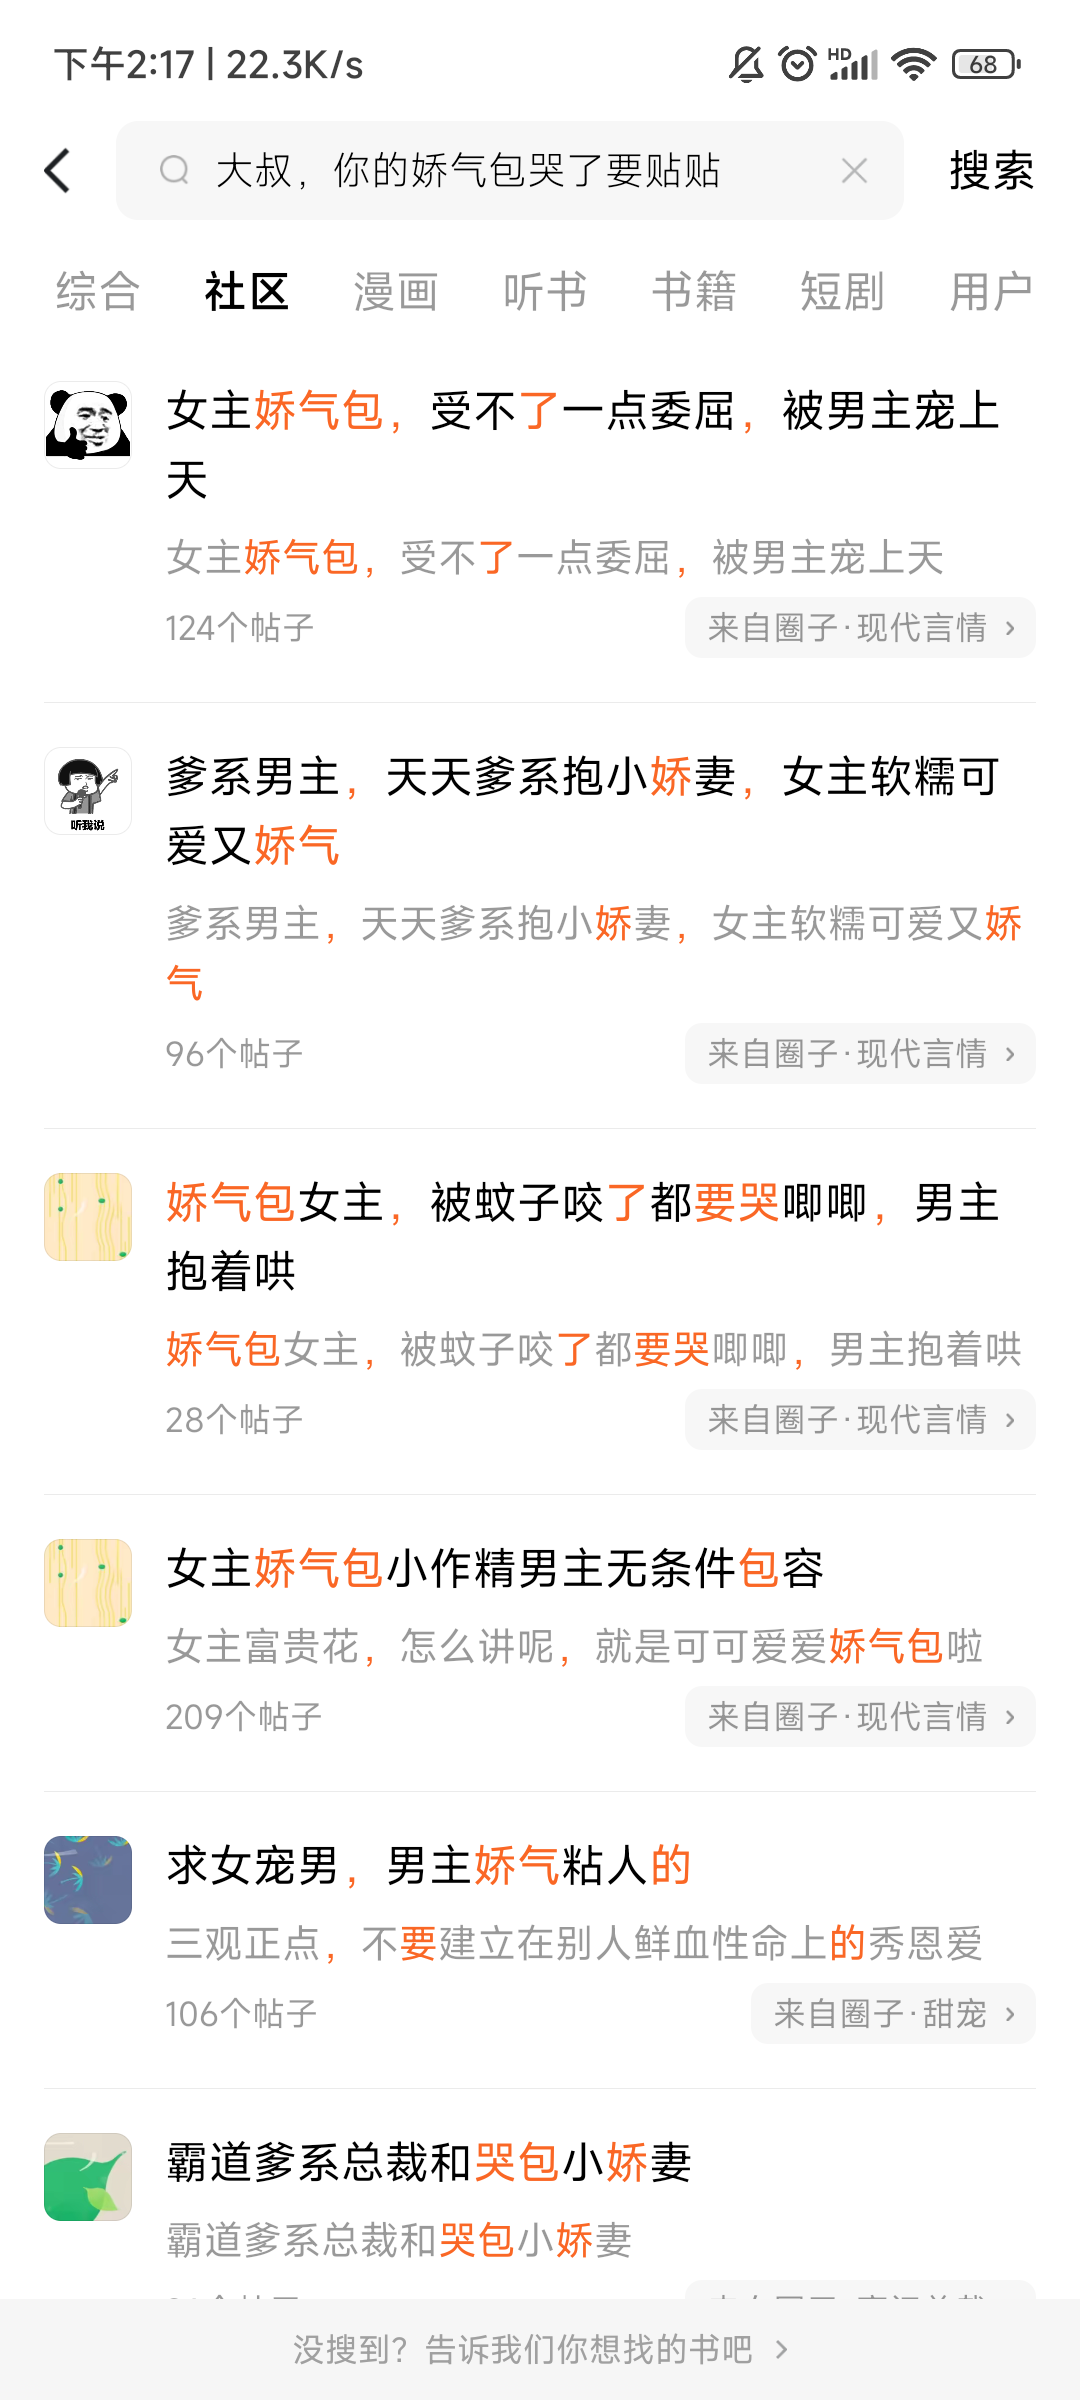 下午2:17 | 22.3K/s
HD
68
大叔，你的娇气包哭了要贴贴
搜索
综合 社区 漫画 听书 书籍 短剧 用户
女主娇气包，受不了一点委屈，被男主宠上
天
女主娇气包，受不了一点委屈，被男主宠上天
124个帖子
来自圈子·现代言情
听我说
爹系男主，天天爹系抱小娇妻，女主软糯可
爱又娇气
爹系男主，天天爹系抱小娇妻，女主软糯可爱又娇
气
96个帖子
来自圈子·现代言情
娇气包女主，被蚊子咬了都要哭唧唧，男主
抱着哄
娇气包女主，被蚊子咬了都要哭唧唧，男主抱着哄
28个帖子
来自圈子·现代言情
女主娇气包小作精男主无条件包容
女主富贵花，怎么讲呢，就是可可爱爱娇气包啦
209个帖子
来自圈子·现代言情
求女宠男，男主娇气粘人的
三观正点，不要建立在别人鲜血性命上的秀恩爱
106个帖子
来自圈子·甜宠
霸道爹系总裁和哭包小娇妻
霸道爹系总裁和哭包小娇妻
没搜到？告诉我们你想找的书吧